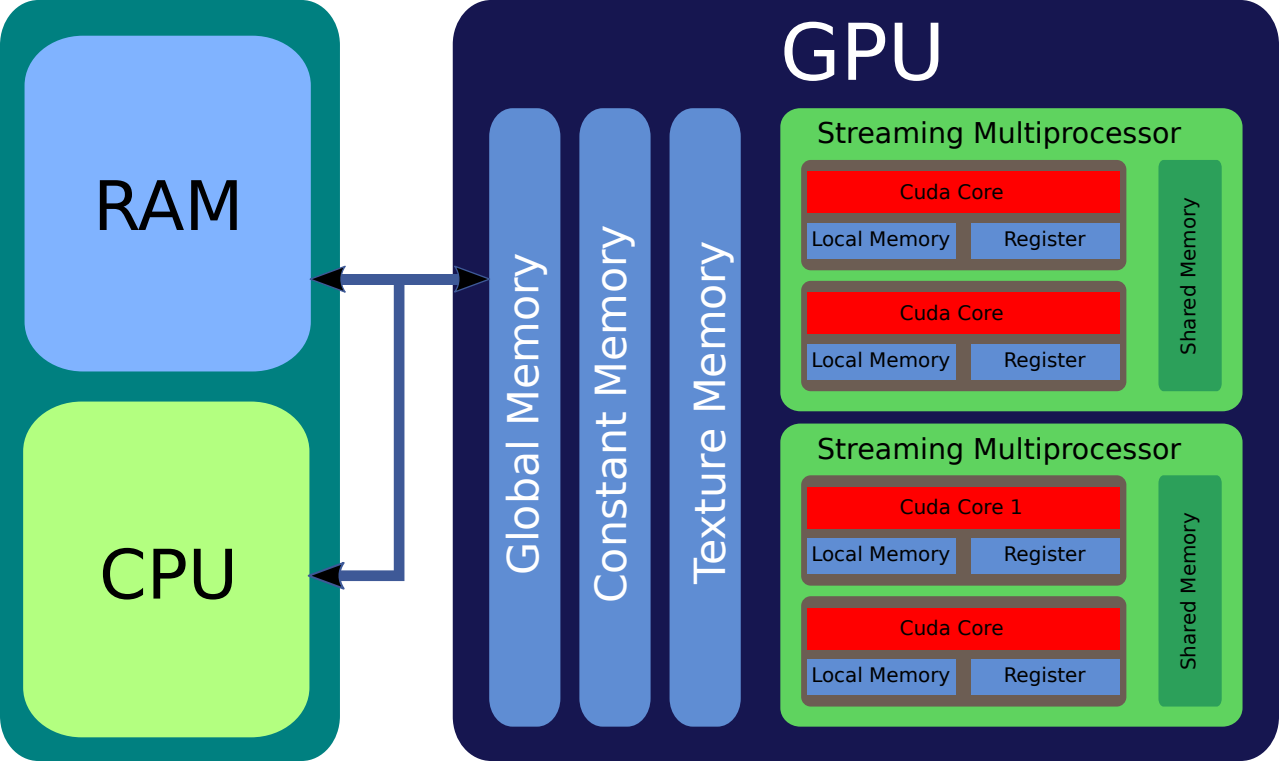 RAM
CPU
GPU
Global Memory
Constant Memory
Texture Memory
Streaming Multiprocessor
Cuda Core
Local Memory
Register
Cuda Core
Local Memory
Register
Shared Memory
Streaming Multiprocessor
Cuda Core 1
Local Memory
Register
Cuda Core
Local Memory
Register
Shared Memory